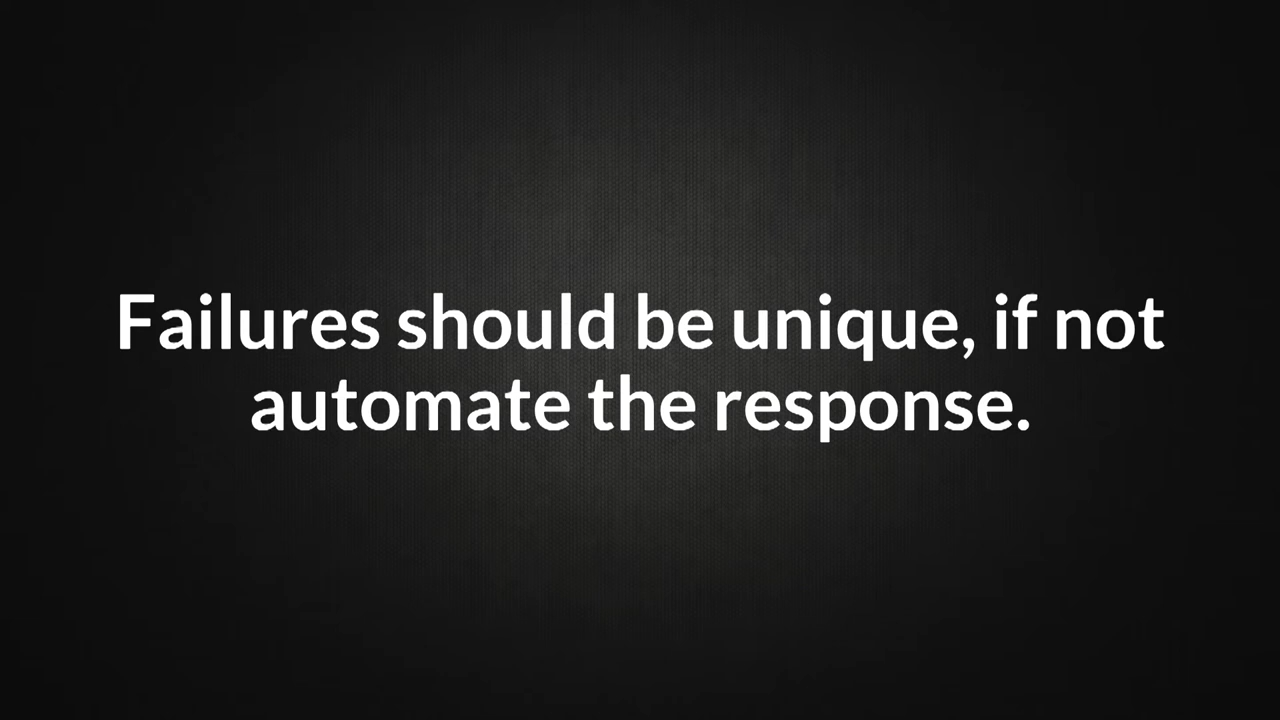 Failures should be unique, if not
automate the response.